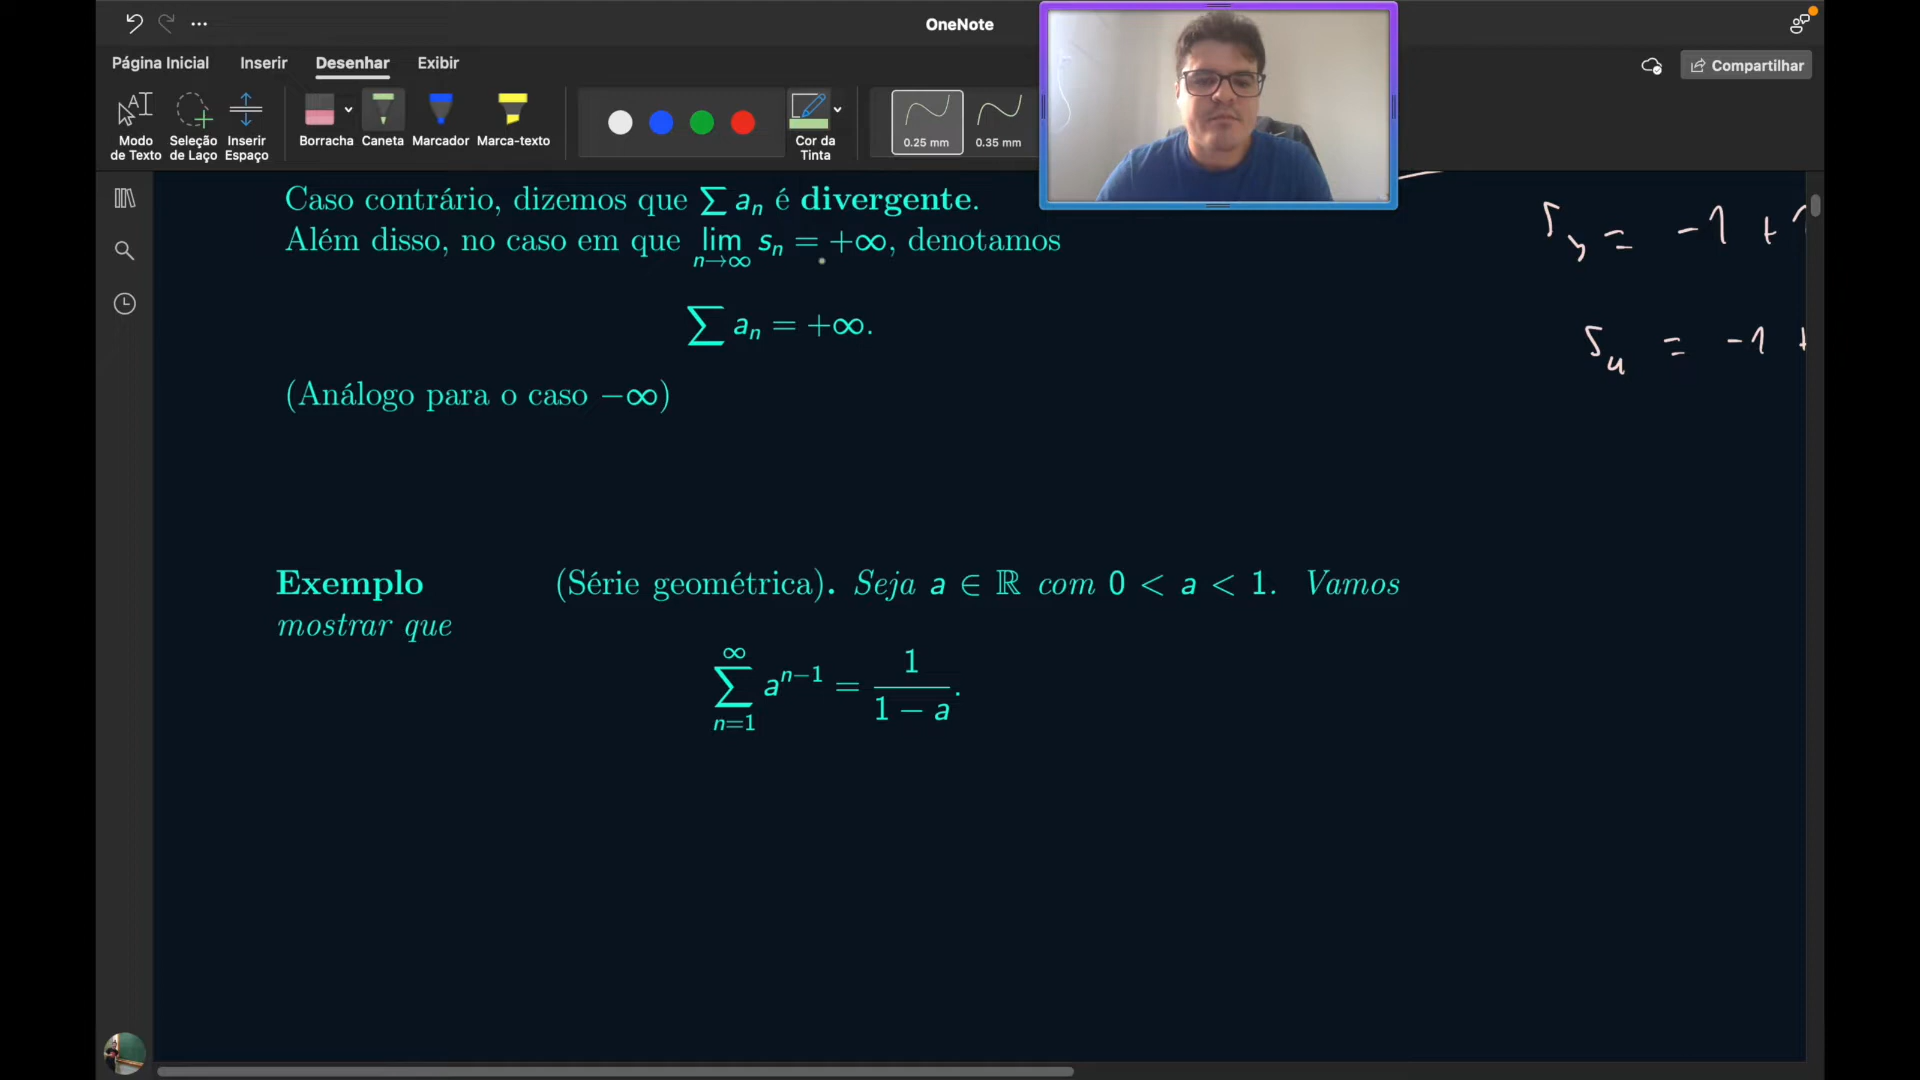 OneNote
Página Inicial Inserir Desenhar Exibir
Compartilhar
Modo de Texto
Seleção de Laço
Inserir Espaço
Borracha
Caneta
Marcador
Marca-texto
Cor da Tinta
0.25 mm
0.35 mm
Caso contrário, dizemos que ∑ aₙ é divergente.
Além disso, no caso em que lim n→∞ sₙ = +∞, denotamos
∑ aₙ = +∞.
(Análogo para o caso −∞)
Exemplo (Série geométrica). Seja a ∈ ℝ com 0 < a < 1. Vamos
mostrar que
∞
∑ aⁿ⁻¹ = 1/(1 − a).
n=1
= -1 +
S₄ = -1 +